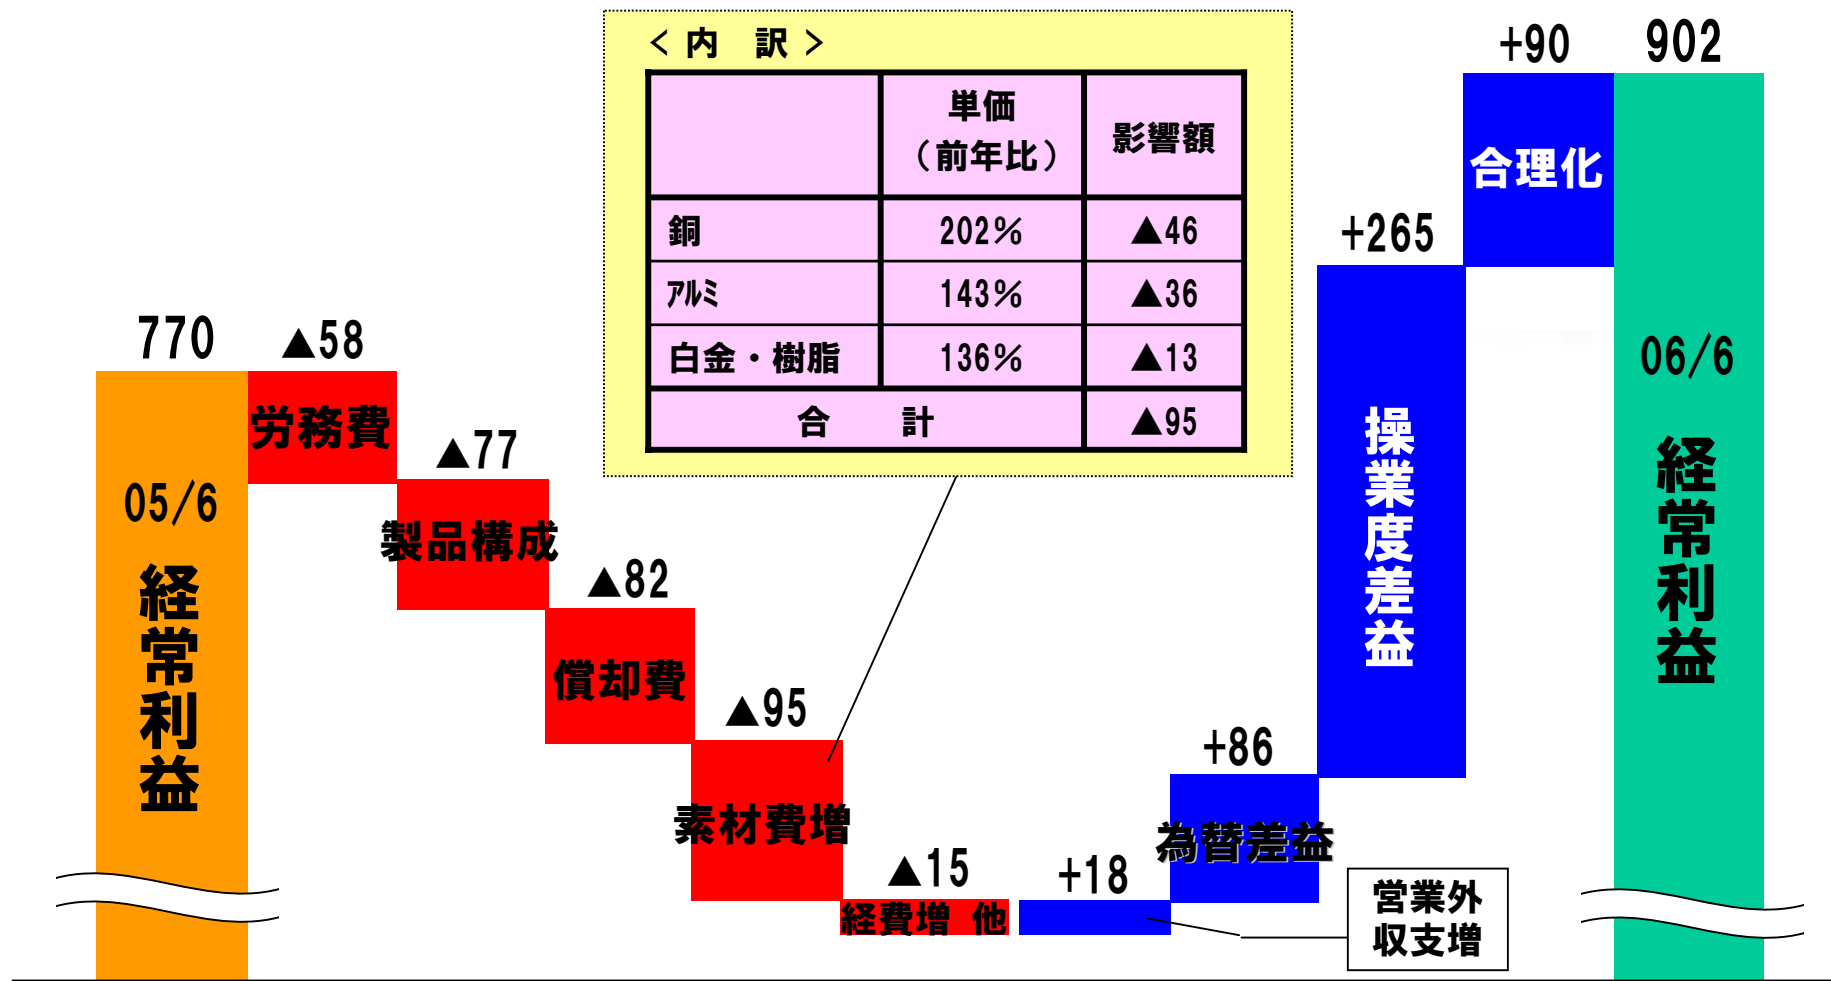 770
05/6
経常利益
▲58
労務費
▲77
製品構成
▲82
償却費
▲95
素材費増
▲15
経費増 他
＜内 訳＞
単価
（前年比）
影響額
銅 202％ ▲46
ｱﾙﾐ 143％ ▲36
白金・樹脂 136％ ▲13
合 計 ▲95
+18
営業外
収支増
+86
為替差益
+265
操業度差益
+90
合理化
902
06/6
経常利益